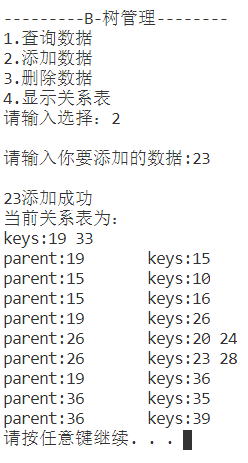 ---------B-树管理--------
1.查询数据
2.添加数据
3.删除数据
4.显示关系表
请输入选择：2
请输入你要添加的数据:23
23添加成功
当前关系表为：
keys:19 33
parent:19 keys:15
parent:15 keys:10
parent:15 keys:16
parent:19 keys:26
parent:26 keys:20 24
parent:26 keys:23 28
parent:19 keys:36
parent:36 keys:35
parent:36 keys:39
请按任意键继续. . .